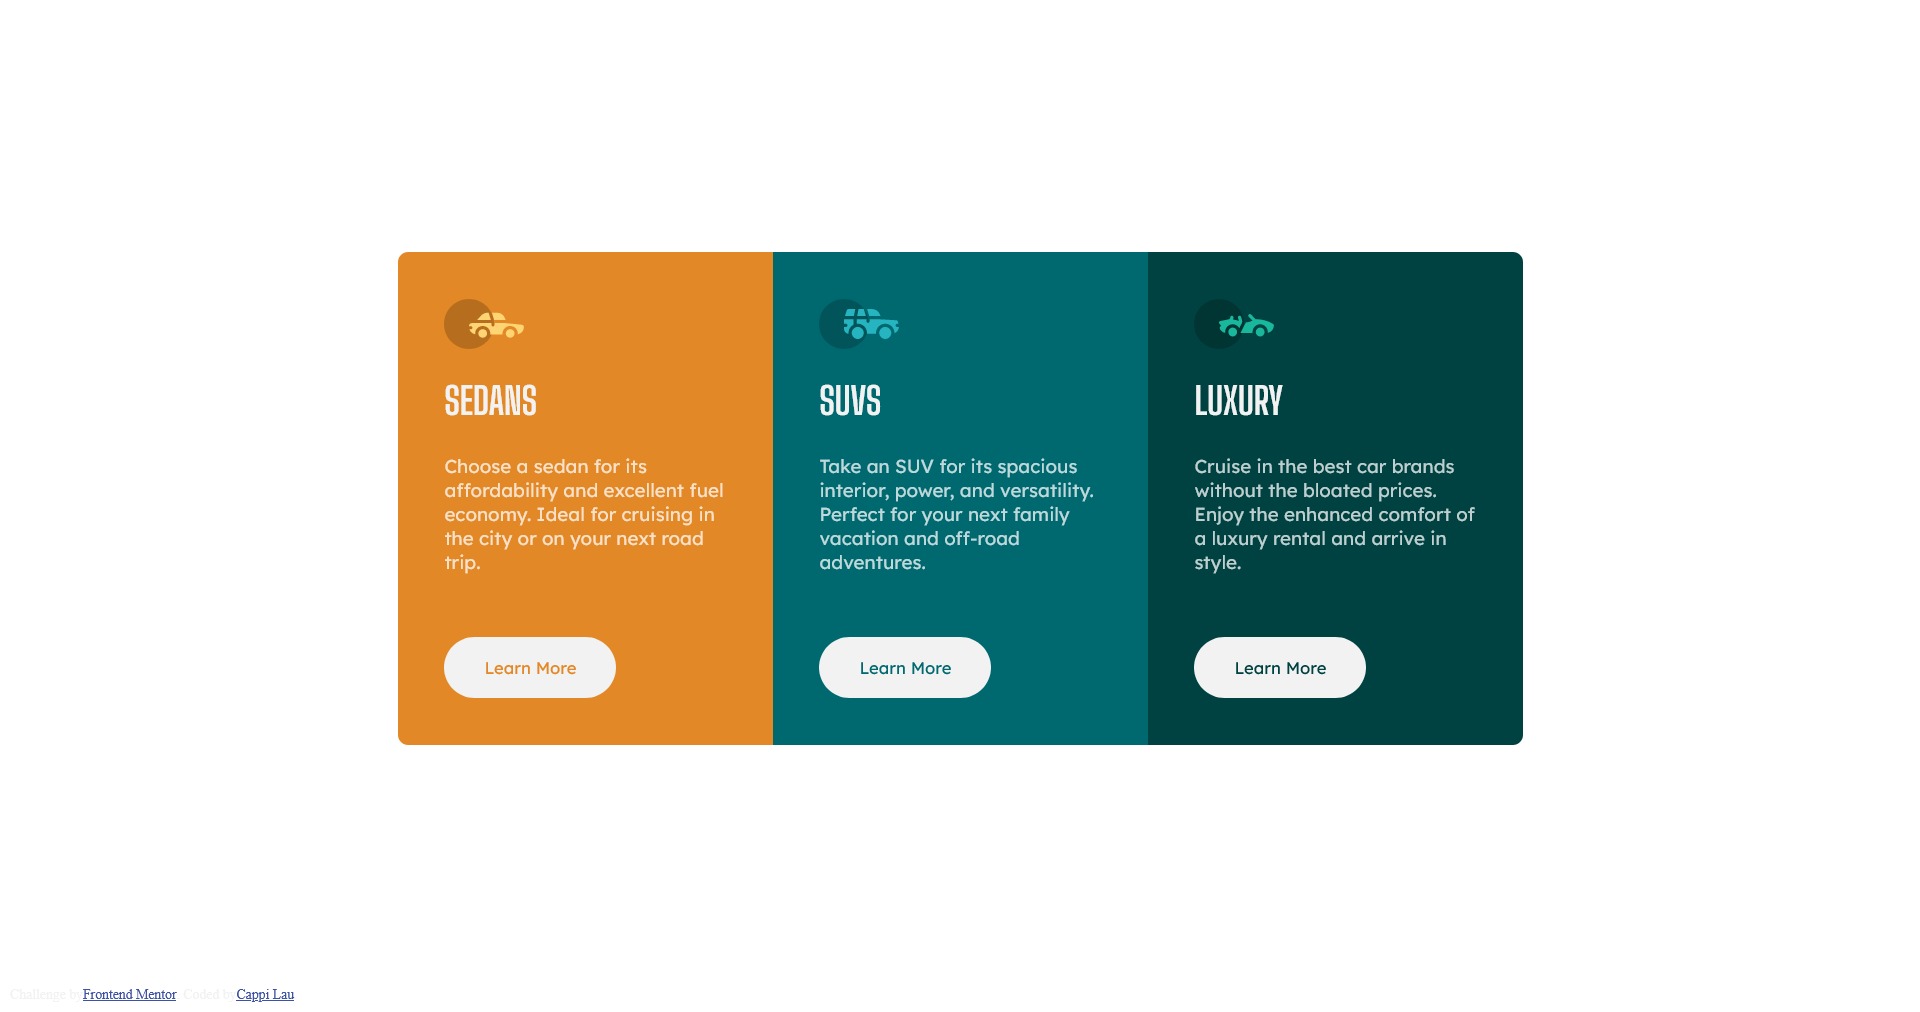 SEDANS
Choose a sedan for its
affordability and excellent fuel
economy. Ideal for cruising in
the city or on your next road
trip.
Learn More
SUVS
Take an SUV for its spacious
interior, power, and versatility.
Perfect for your next family
vacation and off-road
adventures.
Learn More
LUXURY
Cruise in the best car brands
without the bloated prices.
Enjoy the enhanced comfort of
a luxury rental and arrive in
style.
Learn More
Challenge by Frontend Mentor. Coded by Cappi Lau